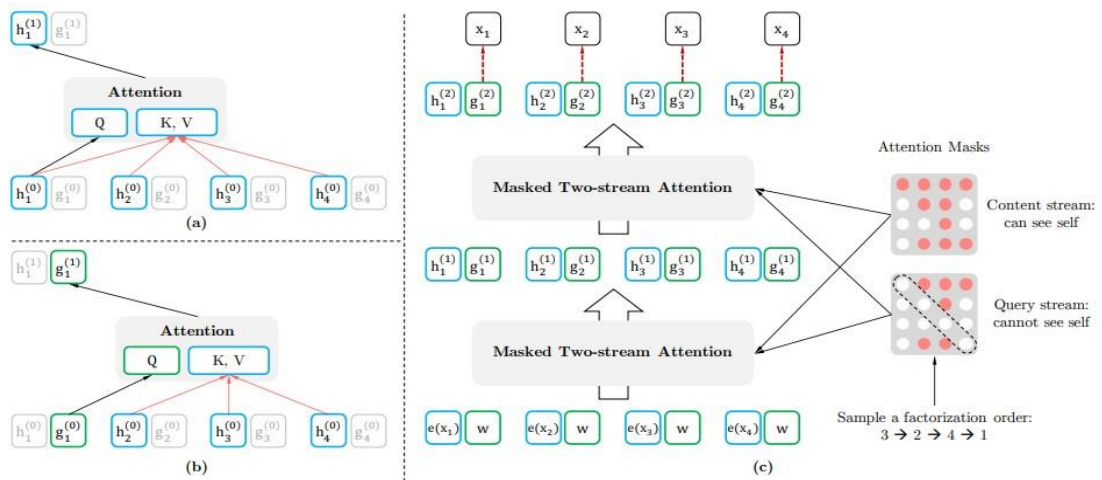 h₁⁽¹⁾ g₁⁽¹⁾
Attention
Q K, V
h₁⁽⁰⁾ g₁⁽⁰⁾ h₂⁽⁰⁾ g₂⁽⁰⁾ h₃⁽⁰⁾ g₃⁽⁰⁾ h₄⁽⁰⁾ g₄⁽⁰⁾
(a)
h₁⁽¹⁾ g₁⁽¹⁾
Attention
Q K, V
h₁⁽⁰⁾ g₁⁽⁰⁾ h₂⁽⁰⁾ g₂⁽⁰⁾ h₃⁽⁰⁾ g₃⁽⁰⁾ h₄⁽⁰⁾ g₄⁽⁰⁾
(b)
x₁ x₂ x₃ x₄
h₁⁽²⁾ g₁⁽²⁾ h₂⁽²⁾ g₂⁽²⁾ h₃⁽²⁾ g₃⁽²⁾ h₄⁽²⁾ g₄⁽²⁾
Masked Two-stream Attention
h₁⁽¹⁾ g₁⁽¹⁾ h₂⁽¹⁾ g₂⁽¹⁾ h₃⁽¹⁾ g₃⁽¹⁾ h₄⁽¹⁾ g₄⁽¹⁾
Masked Two-stream Attention
e(x₁) w e(x₂) w e(x₃) w e(x₄) w
(c)
Attention Masks
Content stream:
can see self
Query stream:
cannot see self
Sample a factorization order:
3 → 2 → 4 → 1